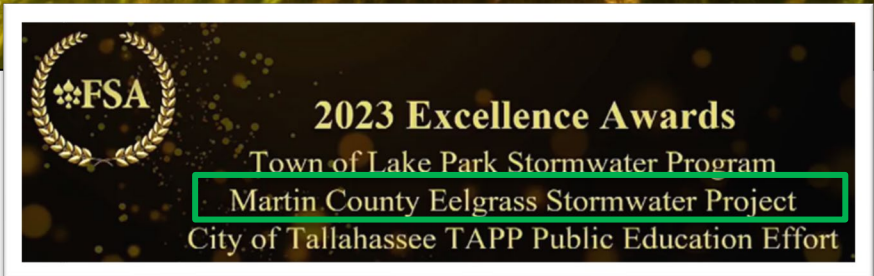 FSA
2023 Excellence Awards
Town of Lake Park Stormwater Program
Martin County Eelgrass Stormwater Project
City of Tallahassee TAPP Public Education Effort